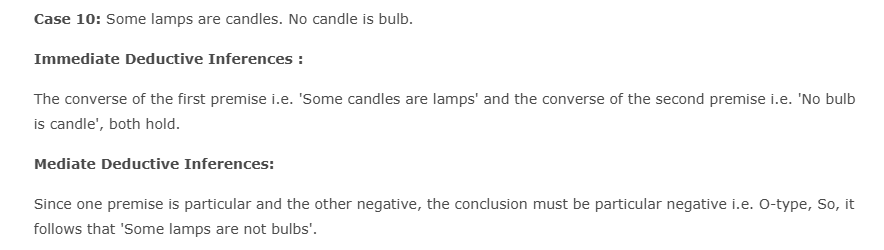 Case 10: Some lamps are candles. No candle is bulb.
Immediate Deductive Inferences :
The converse of the first premise i.e. 'Some candles are lamps' and the converse of the second premise i.e. 'No bulb
is candle', both hold.
Mediate Deductive Inferences:
Since one premise is particular and the other negative, the conclusion must be particular negative i.e. O-type, So, it
follows that 'Some lamps are not bulbs'.